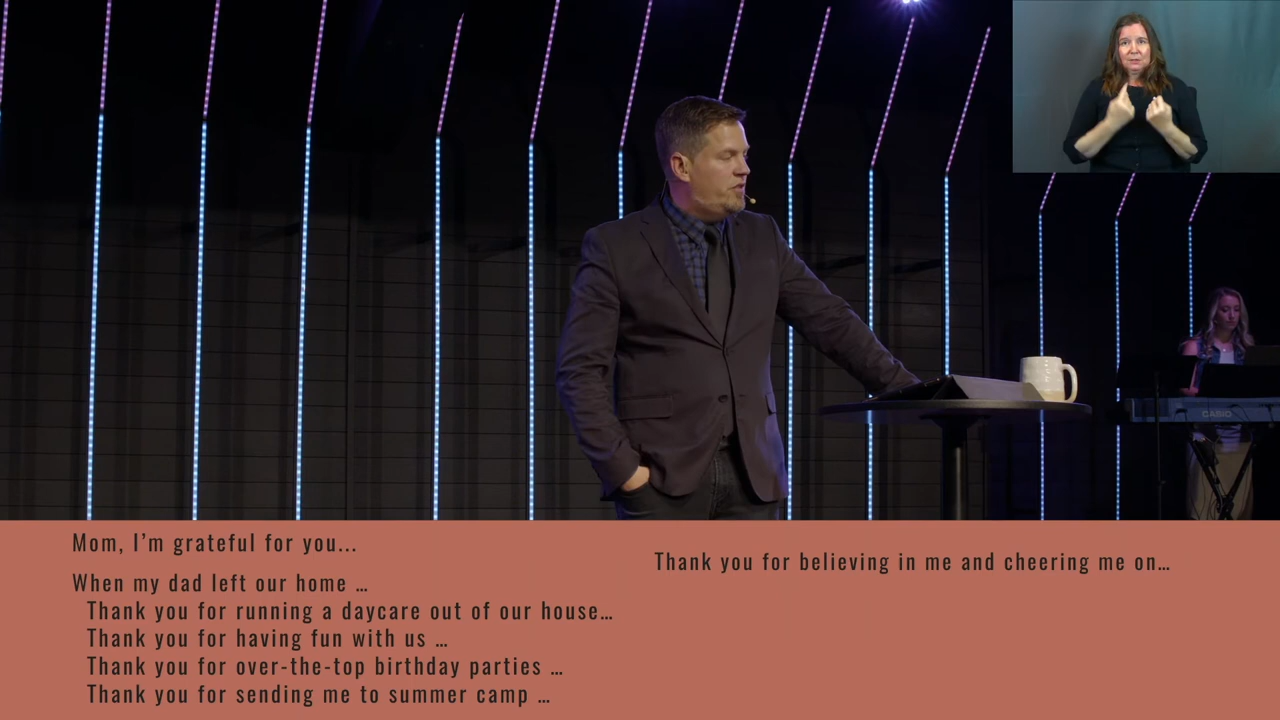 CASIO
Mom, I'm grateful for you...
When my dad left our home ...
Thank you for running a daycare out of our house...
Thank you for having fun with us ...
Thank you for over-the-top birthday parties ...
Thank you for sending me to summer camp ...
Thank you for believing in me and cheering me on...